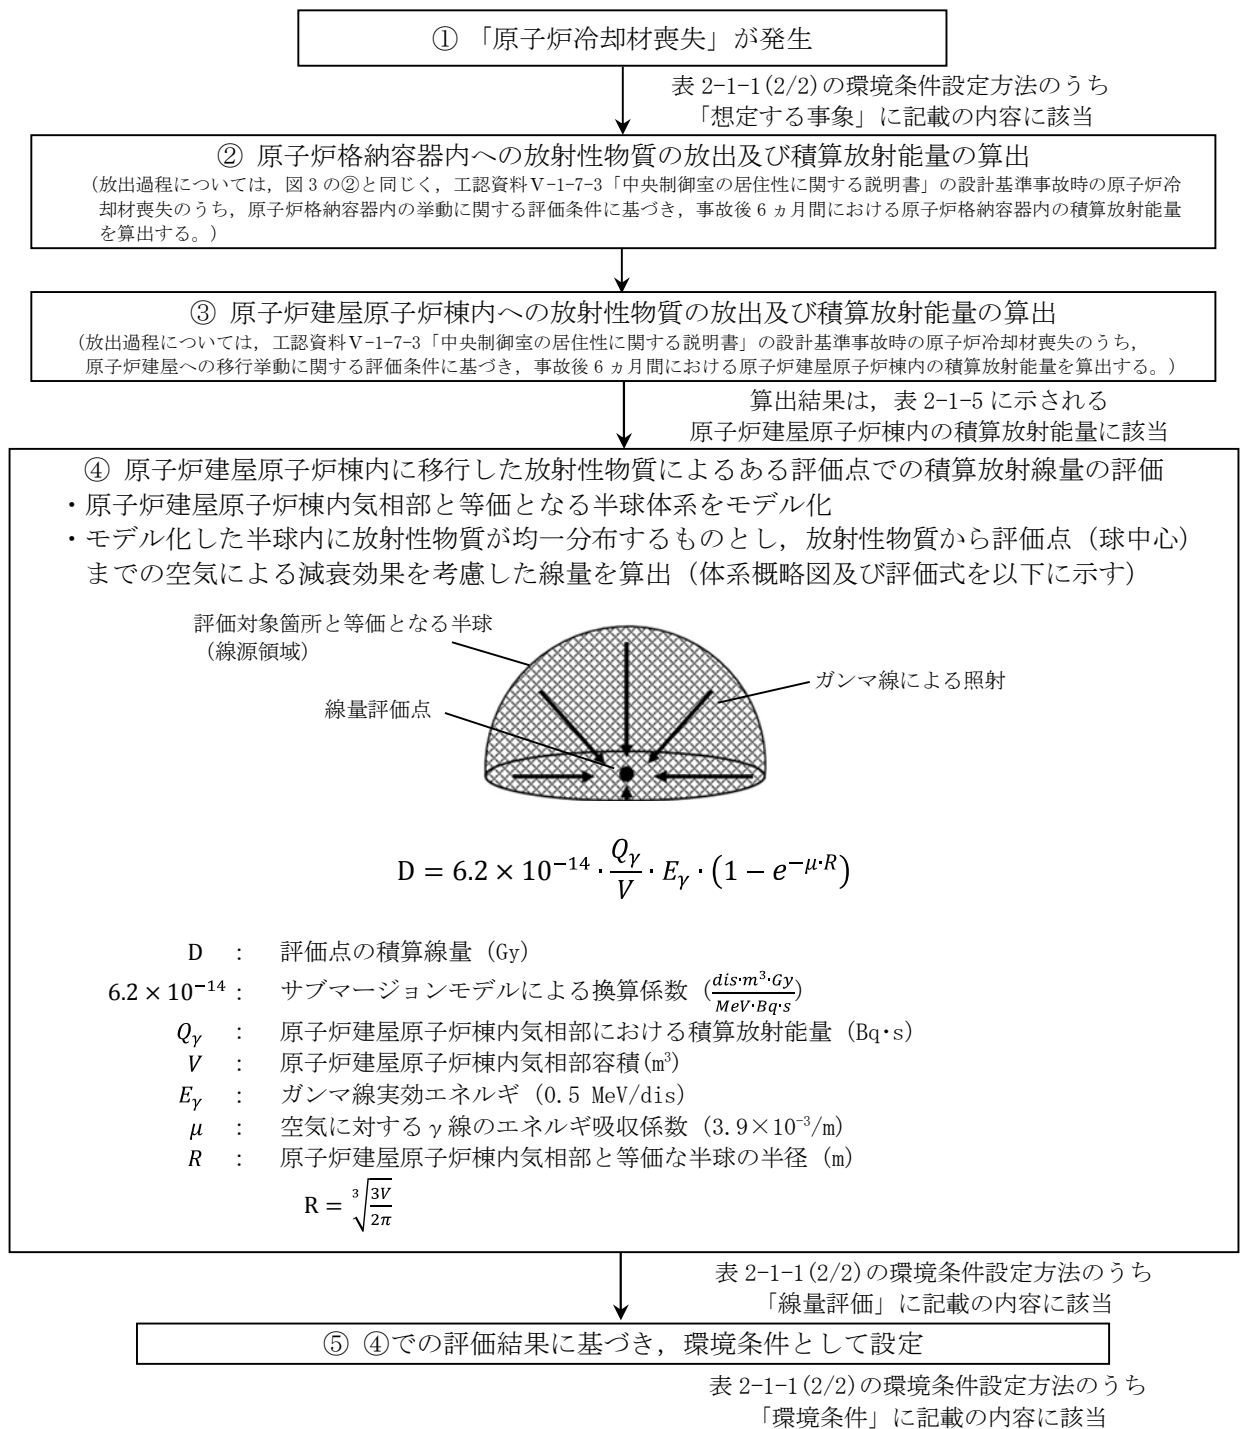 ① 「原子炉冷却材喪失」が発生
表 2-1-1(2/2)の環境条件設定方法のうち
「想定する事象」に記載の内容に該当
② 原子炉格納容器内への放射性物質の放出及び積算放射能量の算出
(放出過程については，図 3 の②と同じく，工認資料Ⅴ-1-7-3「中央制御室の居住性に関する説明書」の設計基準事故時の原子炉冷
却材喪失のうち，原子炉格納容器内の挙動に関する評価条件に基づき，事故後 6 ヵ月間における原子炉格納容器内の積算放射能量
を算出する。)
③ 原子炉建屋原子炉棟内への放射性物質の放出及び積算放射能量の算出
(放出過程については，工認資料Ⅴ-1-7-3「中央制御室の居住性に関する説明書」の設計基準事故時の原子炉冷却材喪失のうち，
原子炉建屋への移行挙動に関する評価条件に基づき，事故後 6 ヵ月間における原子炉建屋原子炉棟内の積算放射能量を算出する。)
算出結果は，表 2-1-5 に示される
原子炉建屋原子炉棟内の積算放射能量に該当
④ 原子炉建屋原子炉棟内に移行した放射性物質によるある評価点での積算放射線量の評価
・原子炉建屋原子炉棟内気相部と等価となる半球体系をモデル化
・モデル化した半球内に放射性物質が均一分布するものとし，放射性物質から評価点（球中心）
までの空気による減衰効果を考慮した線量を算出（体系概略図及び評価式を以下に示す）
評価対象箇所と等価となる半球
（線源領域）
ガンマ線による照射
線量評価点
D = 6.2 × 10⁻¹⁴ · Qγ/V · Eγ · (1 − e^(−μ·R))
D : 評価点の積算線量 (Gy)
6.2 × 10⁻¹⁴ : サブマージョンモデルによる換算係数 (dis·m³·Gy/MeV·Bq·s)
Qγ : 原子炉建屋原子炉棟内気相部における積算放射能量 (Bq･s)
V : 原子炉建屋原子炉棟内気相部容積(m³)
Eγ : ガンマ線実効エネルギ (0.5 MeV/dis)
μ : 空気に対するγ線のエネルギ吸収係数 (3.9×10⁻³/m)
R : 原子炉建屋原子炉棟内気相部と等価な半球の半径 (m)
R = ³√(3V/2π)
表 2-1-1(2/2)の環境条件設定方法のうち
「線量評価」に記載の内容に該当
⑤ ④での評価結果に基づき，環境条件として設定
表 2-1-1(2/2)の環境条件設定方法のうち
「環境条件」に記載の内容に該当